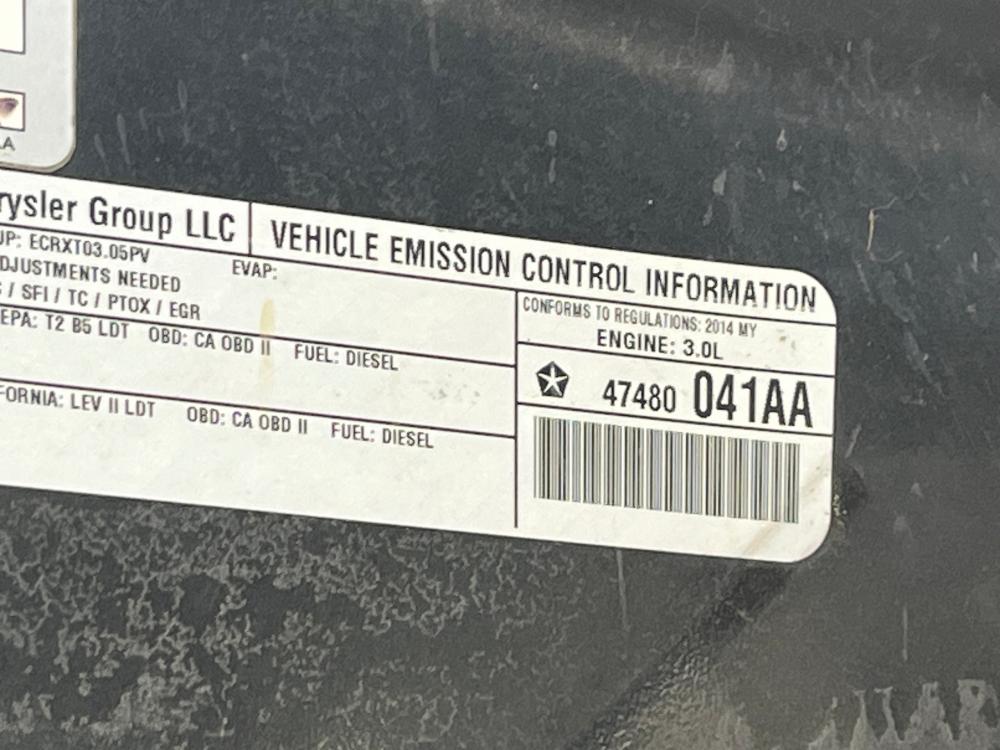 LA
rysler Group LLC
VEHICLE EMISSION CONTROL INFORMATION
UP: ECRXT03.05PV
EVAP:
DJUSTMENTS NEEDED
/ SFI / TC / PTOX / EGR
EPA: T2 B5 LDT OBD: CA OBD II FUEL: DIESEL
FORNIA: LEV II LDT OBD: CA OBD II FUEL: DIESEL
CONFORMS TO REGULATIONS: 2014 MY
ENGINE: 3.0L
47480 041AA